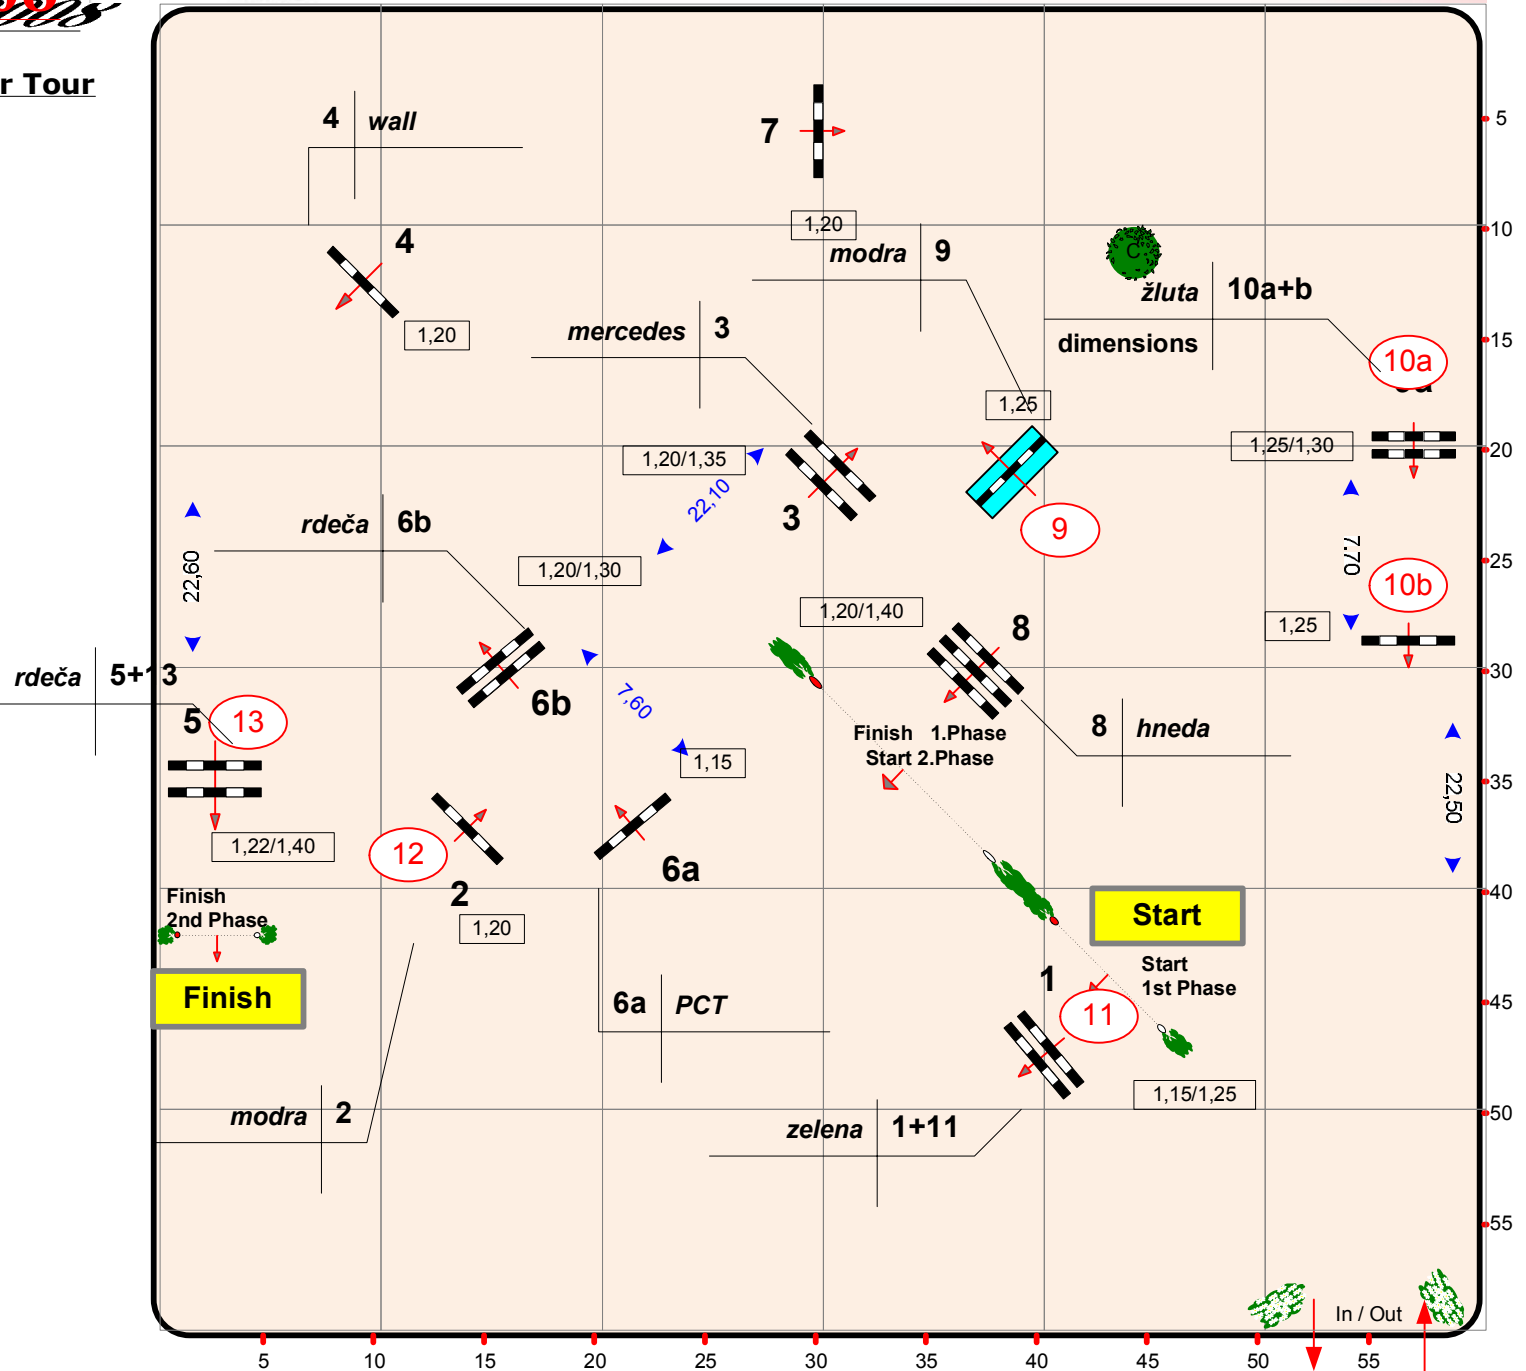 r Tour
4 wall
7
5
1,20
10
4
modra 9
C
žluta 10a+b
1,20
mercedes 3
dimensions
15
10a
1,25
1,20/1,35
1,25/1,30
20
22,10
3
rdeča 6b
9
7.70
25
22,60
1,20/1,30
10b
1,20/1,40
1,25
8
30
rdeča 5+13
6b
7,60
5
13
Finish 1.Phase
Start 2.Phase
8 hneda
1,15
35
22,50
1,22/1,40
12
6a
2
Finish
2nd Phase
40
Start
1,20
Start
1st Phase
1
Finish
6a PCT
11
45
1,15/1,25
modra 2
zelena 1+11
50
55
In / Out
5 10 15 20 25 30 35 40 45 50 55